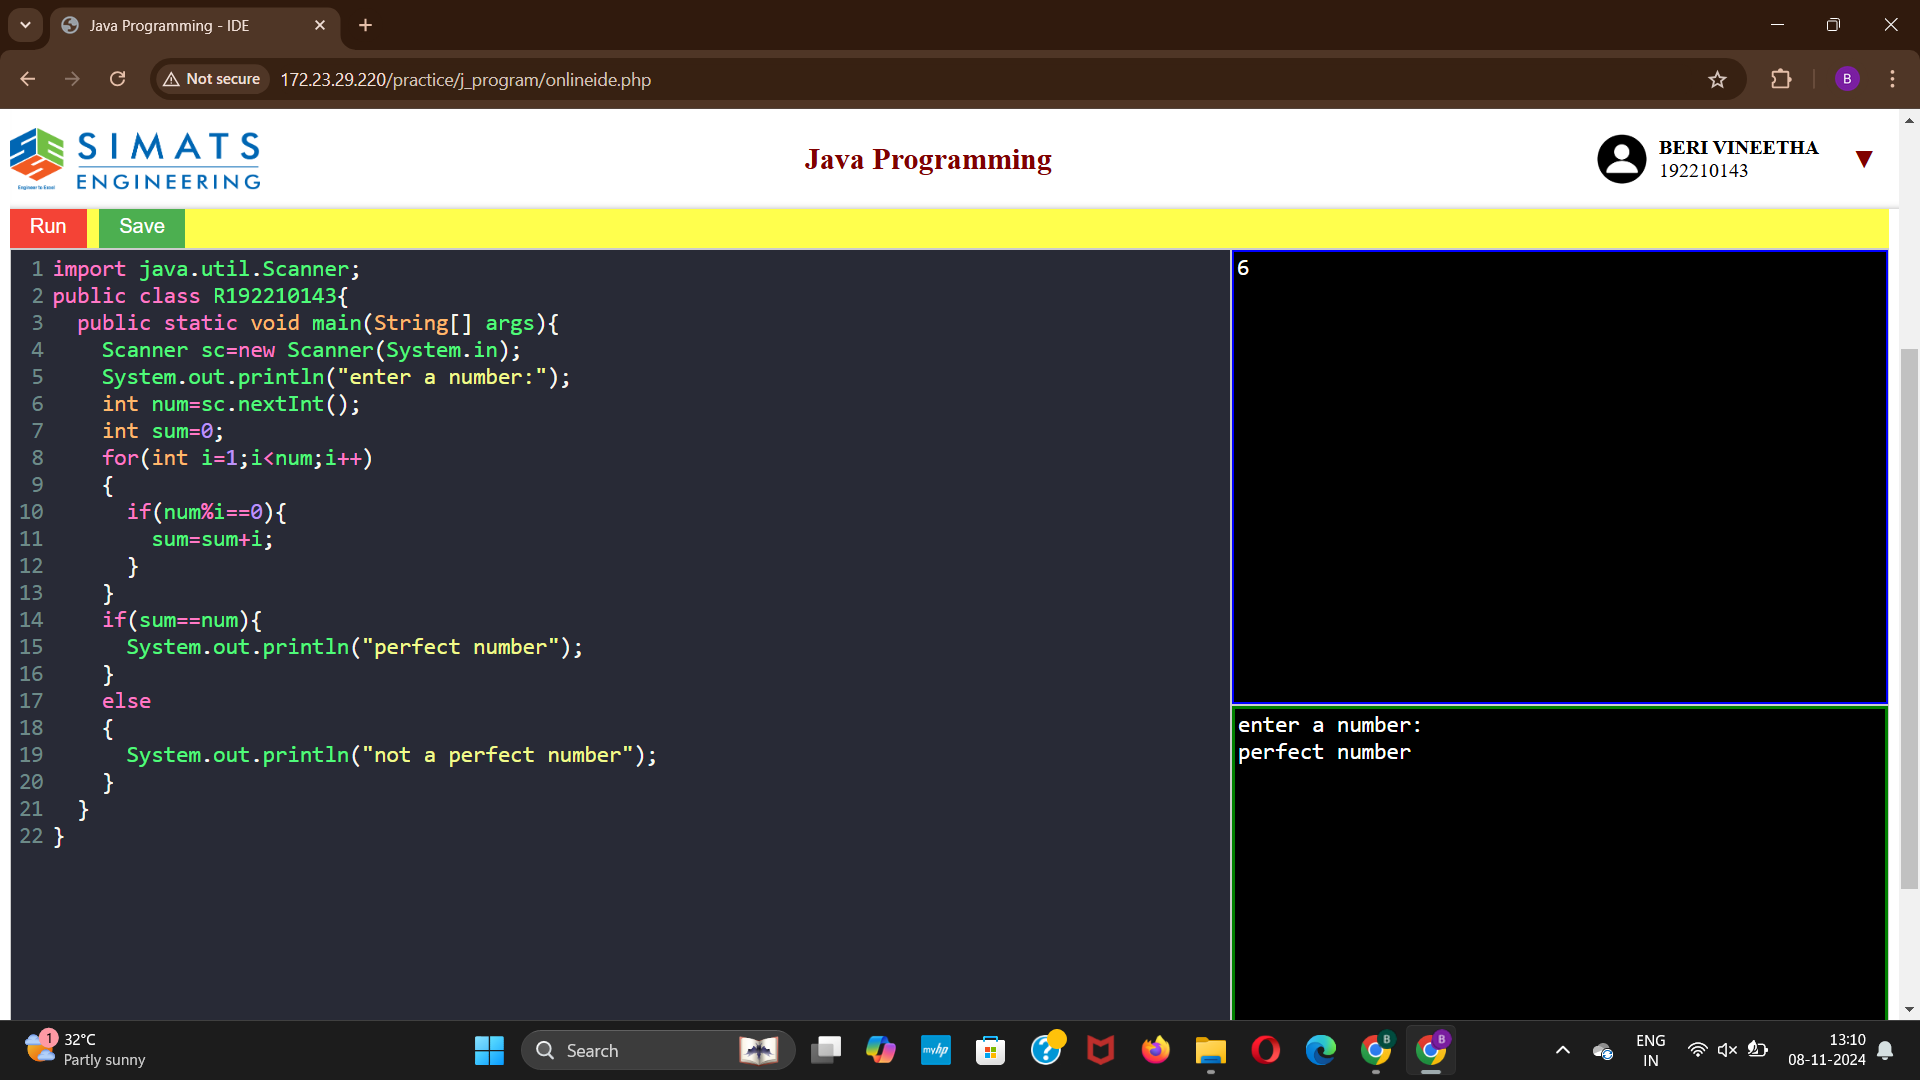 Java Programming - IDE
Not secure
172.23.29.220/practice/j_program/onlineide.php
B
SIMATS
ENGINEERING
Engineer to Excel
Java Programming
BERI VINEETHA
192210143
Run
Save
1 import java.util.Scanner;
2 public class R192210143{
3   public static void main(String[] args){
4     Scanner sc=new Scanner(System.in);
5     System.out.println("enter a number:");
6     int num=sc.nextInt();
7     int sum=0;
8     for(int i=1;i<num;i++)
9     {
10       if(num%i==0){
11         sum=sum+i;
12       }
13     }
14     if(sum==num){
15       System.out.println("perfect number");
16     }
17     else
18     {
19       System.out.println("not a perfect number");
20     }
21   }
22 }
6
enter a number:
perfect number
1
32°C
Partly sunny
Search
myhp
B
B
ENG
IN
13:10
08-11-2024